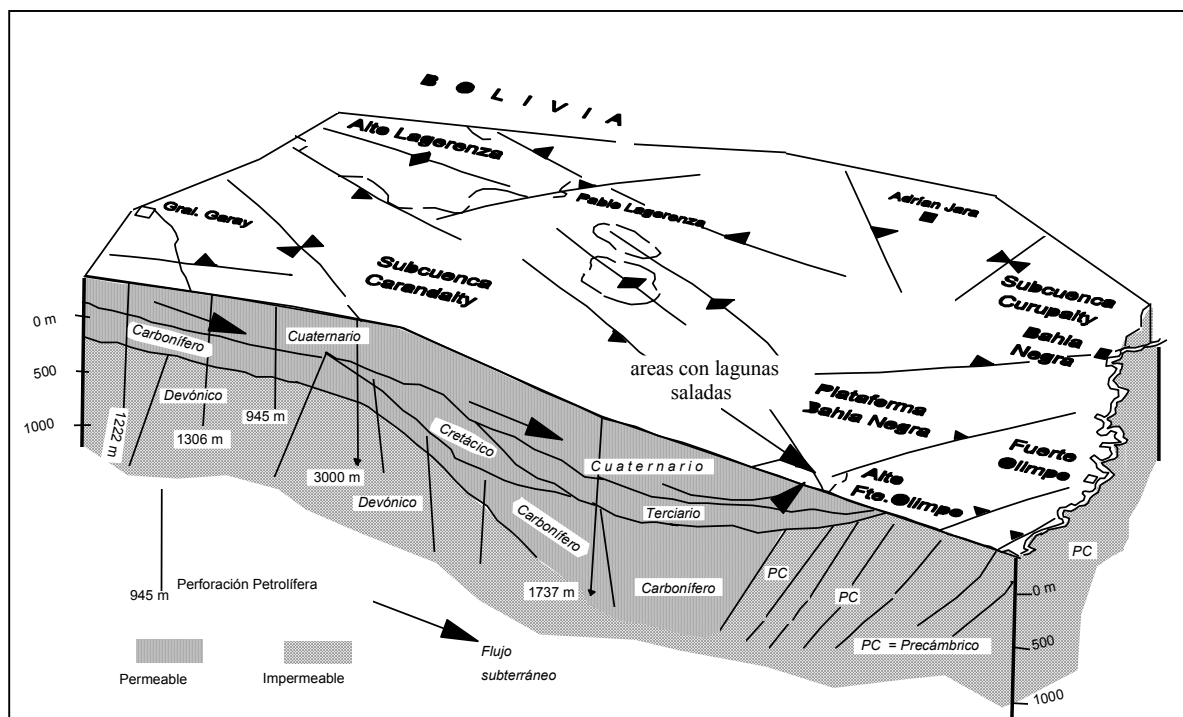 BOLIVIA
Alto Lagerenza
Gral. Garay
Pablo Lagerenza
Adrian Jara
Subcuenca
Carandaity
Subcuenca
Curupaity
Bahia
Negra
0 m
500
1000
Carbonífero
Cuaternario
Devónico
1222 m
1306 m
945 m
3000 m
Devónico
Cretácico
Carbonífero
1737 m
areas con lagunas
saladas
Cuaternario
Terciario
Carbonífero
Plataforma
Bahia Negra
Alto
Fte. Olimpo
Fuerte
Olimpo
PC
PC
PC
0 m
500
1000
PC = Precámbrico
945 m
Perforación Petrolífera
Permeable
Impermeable
Flujo
subterráneo